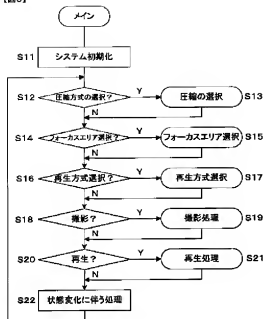 メイン
S11 システム初期化
S12 圧縮方式の選択? Y 圧縮の選択 S13
N
S14 フォーカスエリア選択? Y フォーカスエリア選択 S15
N
S16 再生方式選択? Y 再生方式選択 S17
N
S18 撮影? Y 撮影処理 S19
N
S20 再生? Y 再生処理 S21
N
S22 状態変化に伴う処理